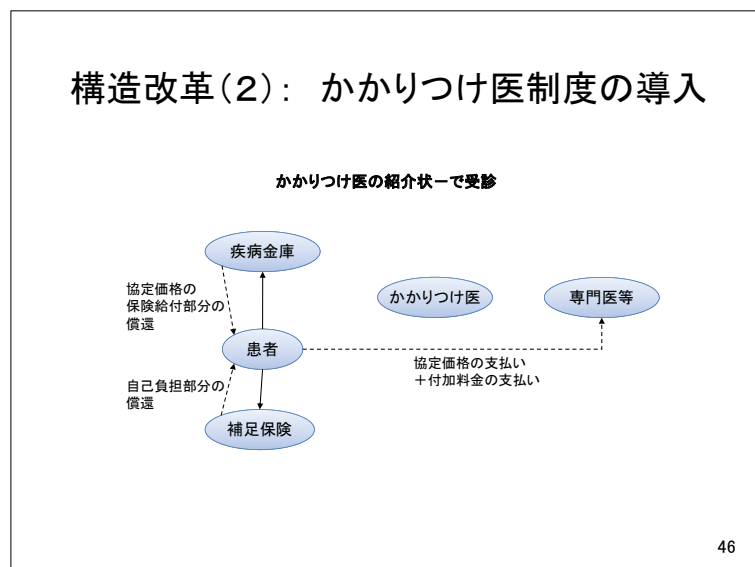 構造改革（２）：　かかりつけ医制度の導入
かかりつけ医の紹介状ーで受診
疾病金庫
協定価格の
保険給付部分の
償還
かかりつけ医
専門医等
患者
協定価格の支払い
＋付加料金の支払い
自己負担部分の
償還
補足保険
46